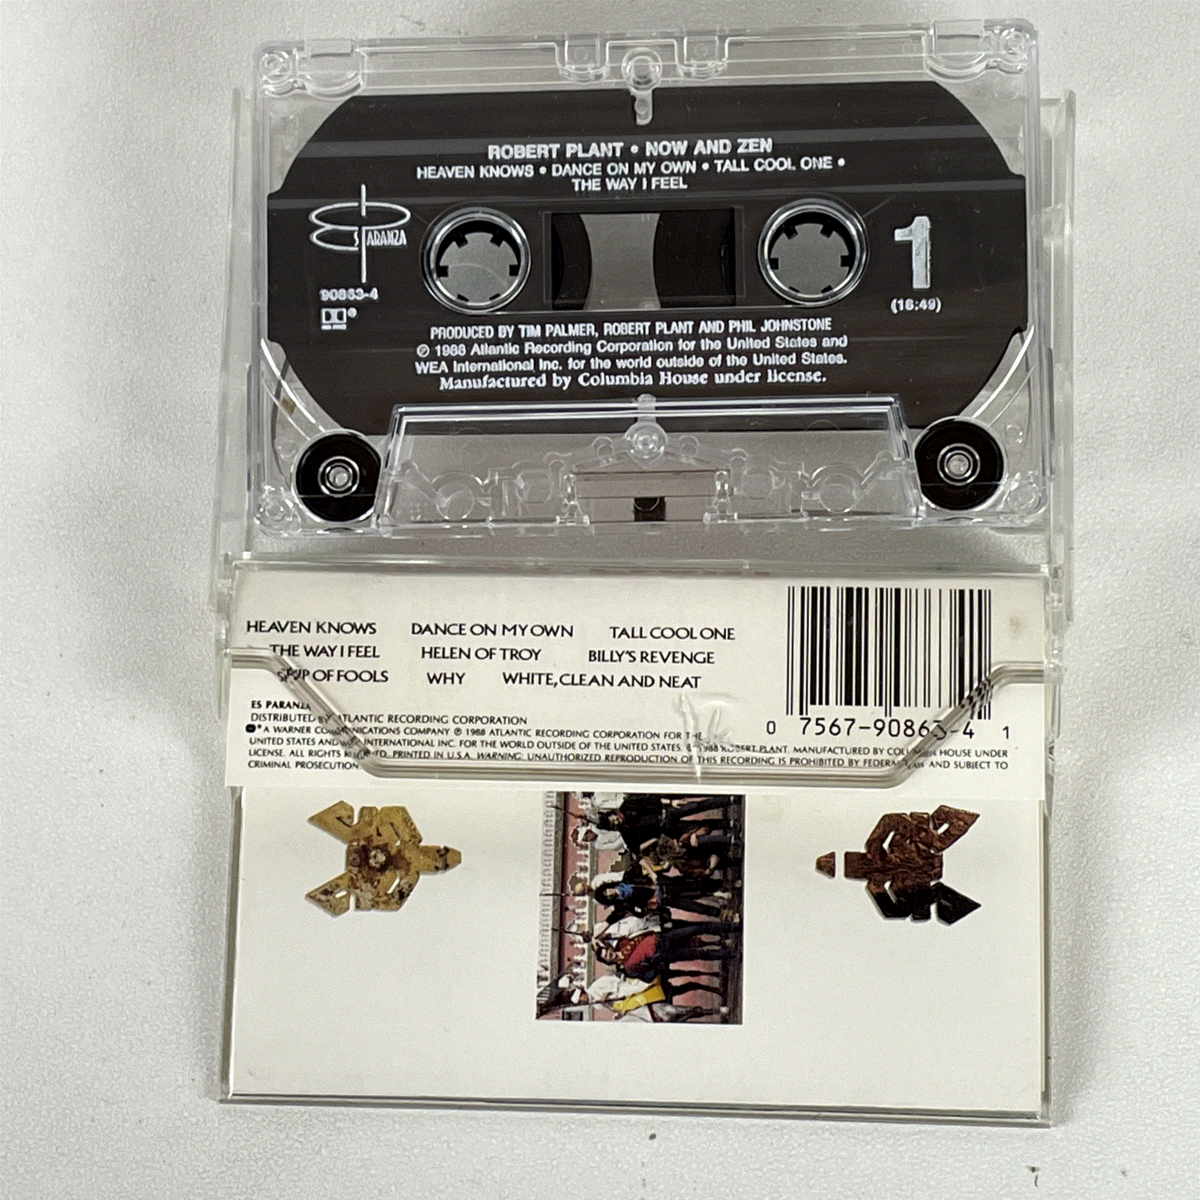 ROBERT PLANT • NOW AND ZEN
HEAVEN KNOWS • DANCE ON MY OWN • TALL COOL ONE •
THE WAY I FEEL
ES PARANZA
1
90863-4
(18:49)
PRODUCED BY TIM PALMER, ROBERT PLANT AND PHIL JOHNSTONE
℗ 1988 Atlantic Recording Corporation for the United States and
WEA International Inc. for the world outside of the United States.
Manufactured by Columbia House under license.
HEAVEN KNOWS DANCE ON MY OWN TALL COOL ONE
THE WAY I FEEL HELEN OF TROY BILLY'S REVENGE
SHIP OF FOOLS WHY WHITE, CLEAN AND NEAT
0 7567-90863-4 1
ES PARANZA
DISTRIBUTED BY ATLANTIC RECORDING CORPORATION
A WARNER COMMUNICATIONS COMPANY ℗ 1988 ATLANTIC RECORDING CORPORATION FOR THE
UNITED STATES AND WEA INTERNATIONAL INC. FOR THE WORLD OUTSIDE OF THE UNITED STATES. © 1988 ROBERT PLANT. MANUFACTURED BY COLUMBIA HOUSE UNDER
LICENSE. ALL RIGHTS RESERVED. PRINTED IN U.S.A. WARNING: UNAUTHORIZED REPRODUCTION OF THIS RECORDING IS PROHIBITED BY FEDERAL LAW AND SUBJECT TO
CRIMINAL PROSECUTION.